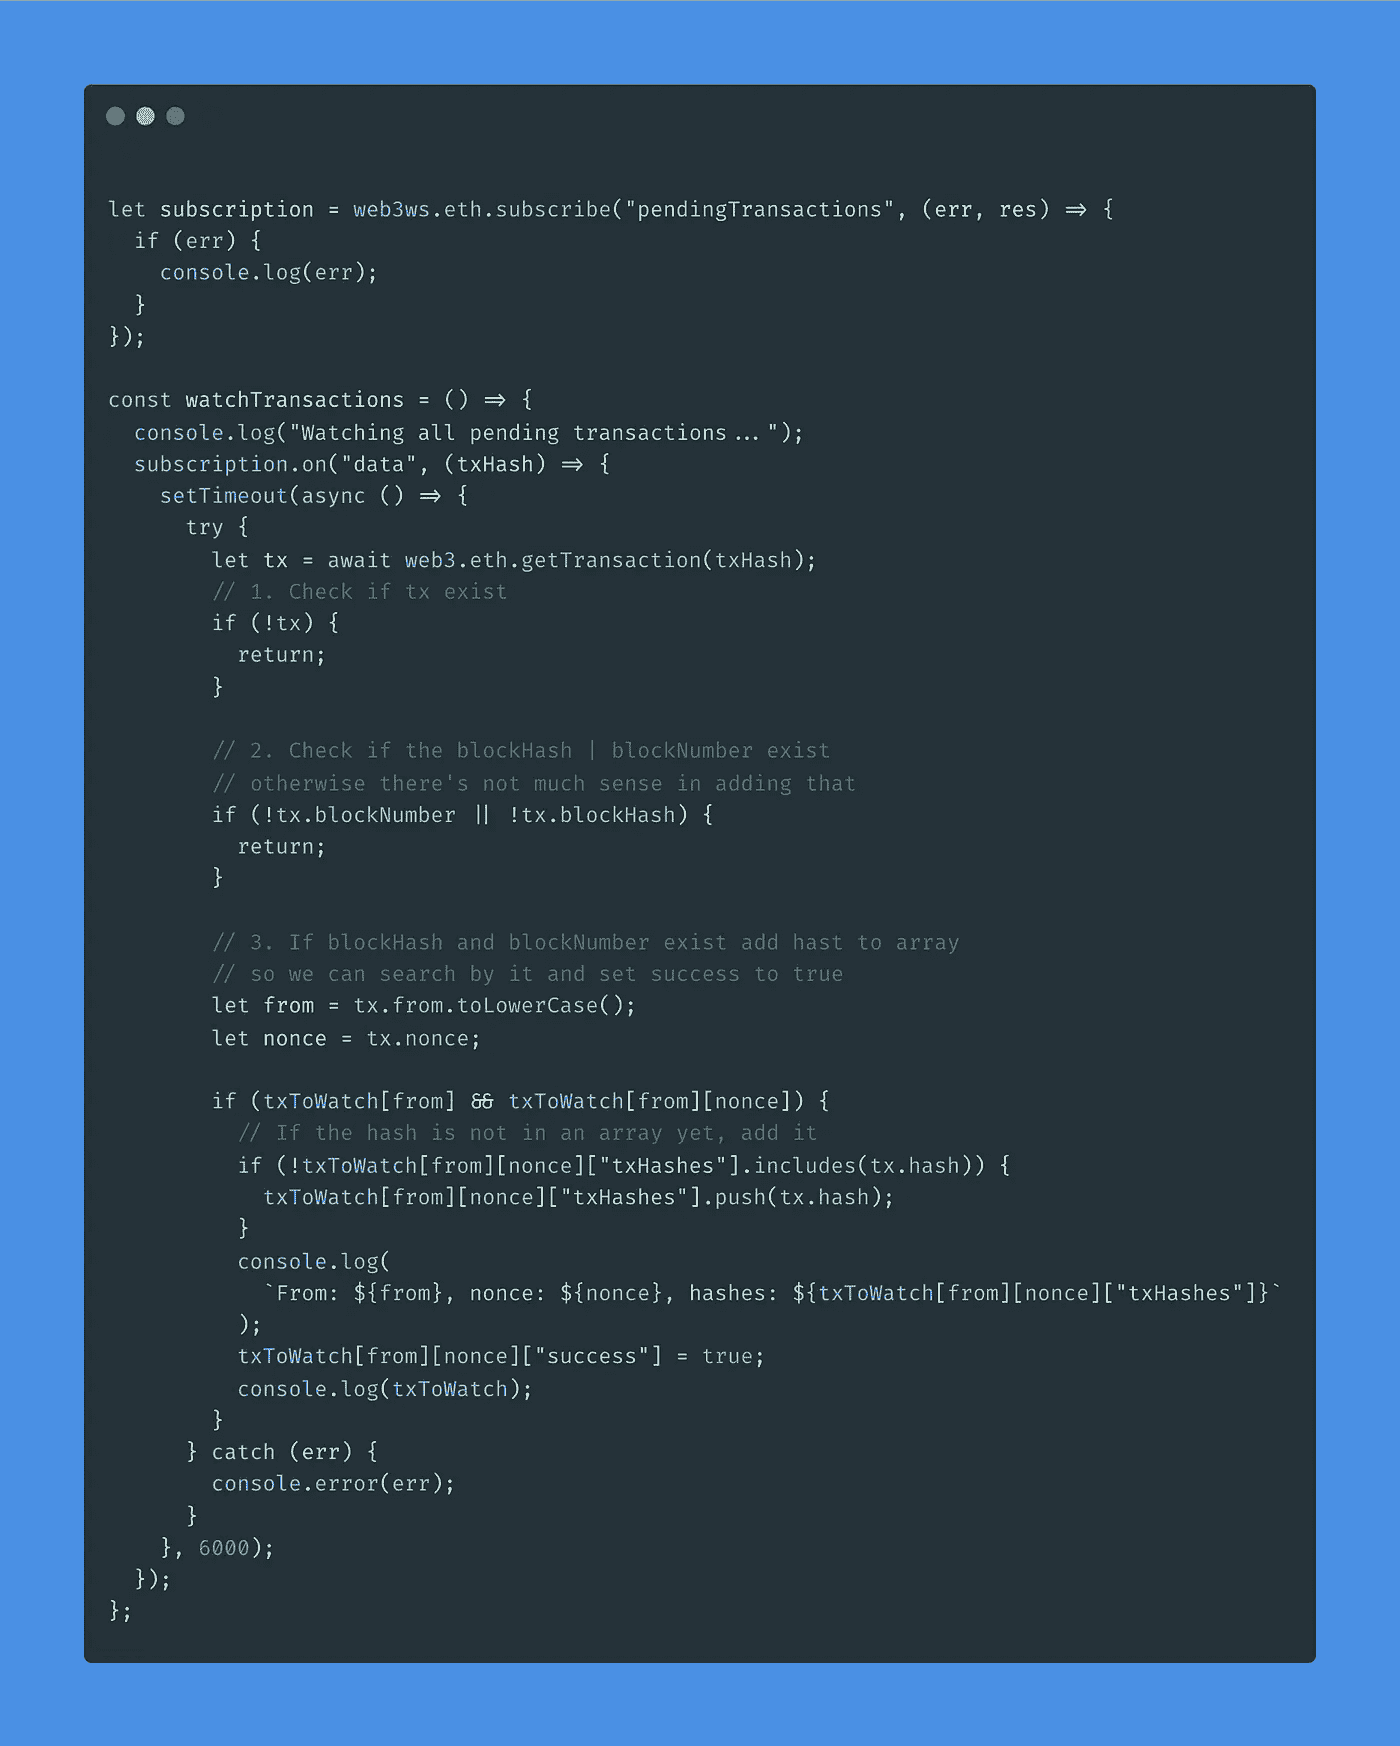 let subscription = web3ws.eth.subscribe("pendingTransactions", (err, res) => {
  if (err) {
    console.log(err);
  }
});

const watchTransactions = () => {
  console.log("Watching all pending transactions...");
  subscription.on("data", (txHash) => {
    setTimeout(async () => {
      try {
        let tx = await web3.eth.getTransaction(txHash);
        // 1. Check if tx exist
        if (!tx) {
          return;
        }

        // 2. Check if the blockHash | blockNumber exist
        // otherwise there's not much sense in adding that
        if (!tx.blockNumber || !tx.blockHash) {
          return;
        }

        // 3. If blockHash and blockNumber exist add hast to array
        // so we can search by it and set success to true
        let from = tx.from.toLowerCase();
        let nonce = tx.nonce;

        if (txToWatch[from] && txToWatch[from][nonce]) {
          // If the hash is not in an array yet, add it
          if (!txToWatch[from][nonce]["txHashes"].includes(tx.hash)) {
            txToWatch[from][nonce]["txHashes"].push(tx.hash);
          }
          console.log(
            `From: ${from}, nonce: ${nonce}, hashes: ${txToWatch[from][nonce]["txHashes"]}`
          );
          txToWatch[from][nonce]["success"] = true;
          console.log(txToWatch);
        }
      } catch (err) {
        console.error(err);
      }
    }, 6000);
  });
};